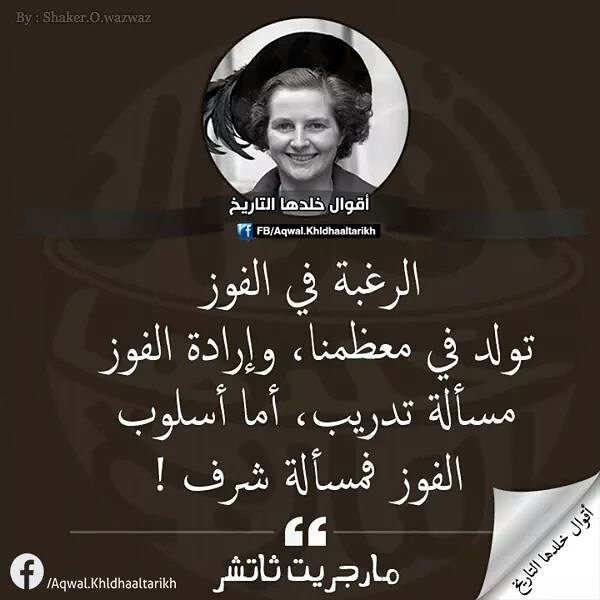 By : Shaker.O.wazwaz
أقوال خلدها التاريخ
FB/Aqwal.Khldhaaltarikh
الرغبة في الفوز
تولد في معظمنا، وإرادة الفوز
مسألة تدريب، أما أسلوب
الفوز فمسألة شرف !
مارجريت ثاتشر
/Aqwal.Khldhaaltarikh
أقوال خلدها التاريخ